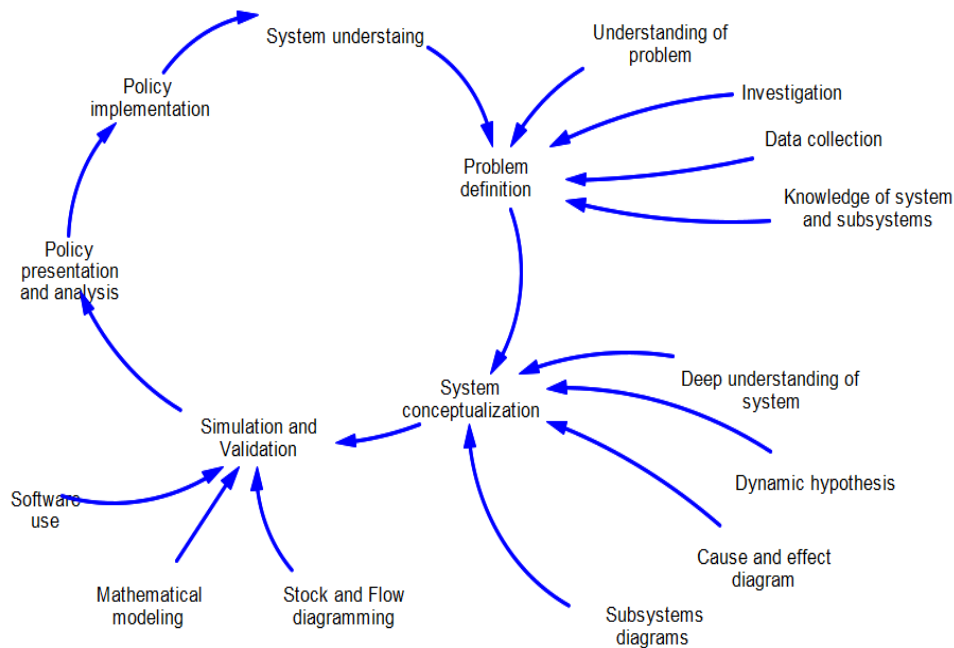 System understaing
Understanding of
problem
Policy
implementation
Investigation
Data collection
Problem
definition
Knowledge of system
and subsystems
Policy
presentation
and analysis
System
conceptualization
Deep understanding of
system
Simulation and
Validation
Dynamic hypothesis
Software
use
Cause and effect
diagram
Mathematical
modeling
Stock and Flow
diagramming
Subsystems
diagrams